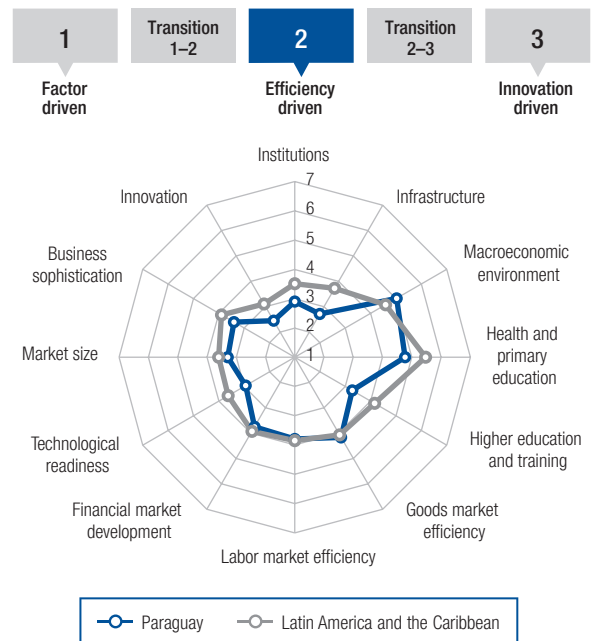 1
Transition
1–2
2
Transition
2–3
3
Factor
driven
Efficiency
driven
Innovation
driven
Institutions
Infrastructure
Macroeconomic
environment
Health and
primary
education
Higher education
and training
Goods market
efficiency
Labor market efficiency
Financial market
development
Technological
readiness
Market size
Business
sophistication
Innovation
7
6
5
4
3
2
1
Paraguay
Latin America and the Caribbean